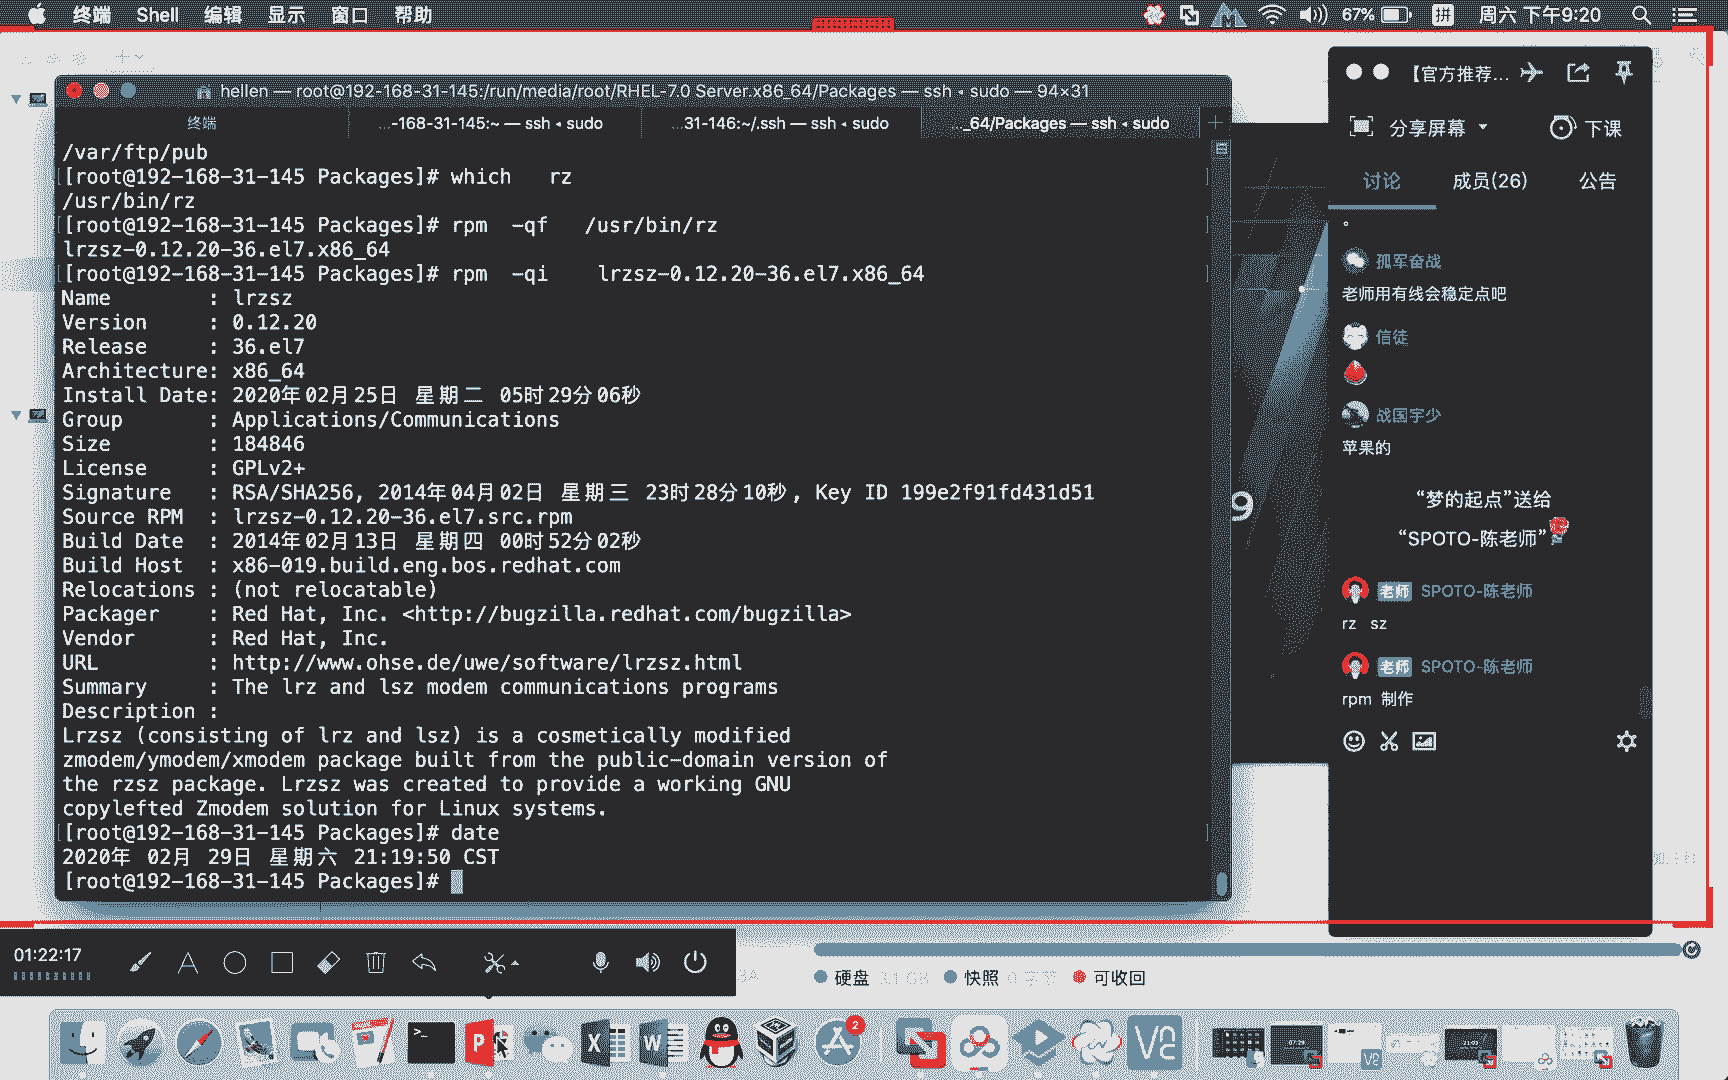 终端 Shell 编辑 显示 窗口 帮助
67% 拼 周六 下午9:20
hellen — root@192-168-31-145:/run/media/root/RHEL-7.0 Server.x86_64/Packages — ssh ◂ sudo — 94×31
终端
...-168-31-145:~ — ssh ◂ sudo
...31-146:~/.ssh — ssh ◂ sudo
..._64/Packages — ssh ◂ sudo
/var/ftp/pub
[root@192-168-31-145 Packages]# which   rz
/usr/bin/rz
[root@192-168-31-145 Packages]# rpm  -qf   /usr/bin/rz
lrzsz-0.12.20-36.el7.x86_64
[root@192-168-31-145 Packages]# rpm  -qi    lrzsz-0.12.20-36.el7.x86_64
Name        : lrzsz
Version     : 0.12.20
Release     : 36.el7
Architecture: x86_64
Install Date: 2020年02月25日 星期二 05时29分06秒
Group       : Applications/Communications
Size        : 184846
License     : GPLv2+
Signature   : RSA/SHA256, 2014年04月02日 星期三 23时28分10秒, Key ID 199e2f91fd431d51
Source RPM  : lrzsz-0.12.20-36.el7.src.rpm
Build Date  : 2014年02月13日 星期四 00时52分02秒
Build Host  : x86-019.build.eng.bos.redhat.com
Relocations : (not relocatable)
Packager    : Red Hat, Inc. <http://bugzilla.redhat.com/bugzilla>
Vendor      : Red Hat, Inc.
URL         : http://www.ohse.de/uwe/software/lrzsz.html
Summary     : The lrz and lsz modem communications programs
Description :
Lrzsz (consisting of lrz and lsz) is a cosmetically modified
zmodem/ymodem/xmodem package built from the public-domain version of
the rzsz package. Lrzsz was created to provide a working GNU
copylefted Zmodem solution for Linux systems.
[root@192-168-31-145 Packages]# date
2020年 02月 29日 星期六 21:19:50 CST
[root@192-168-31-145 Packages]#
9
【官方推荐...
分享屏幕 下课
讨论 成员(26) 公告
。
孤军奋战
老师用有线会稳定点吧
信徒
战国宇少
苹果的
“梦的起点”送给
“SPOTO-陈老师”
老师 SPOTO-陈老师
rz   sz
老师 SPOTO-陈老师
rpm  制作
01:22:17
硬盘 3.1 GB 快照 0 字节 可收回
2